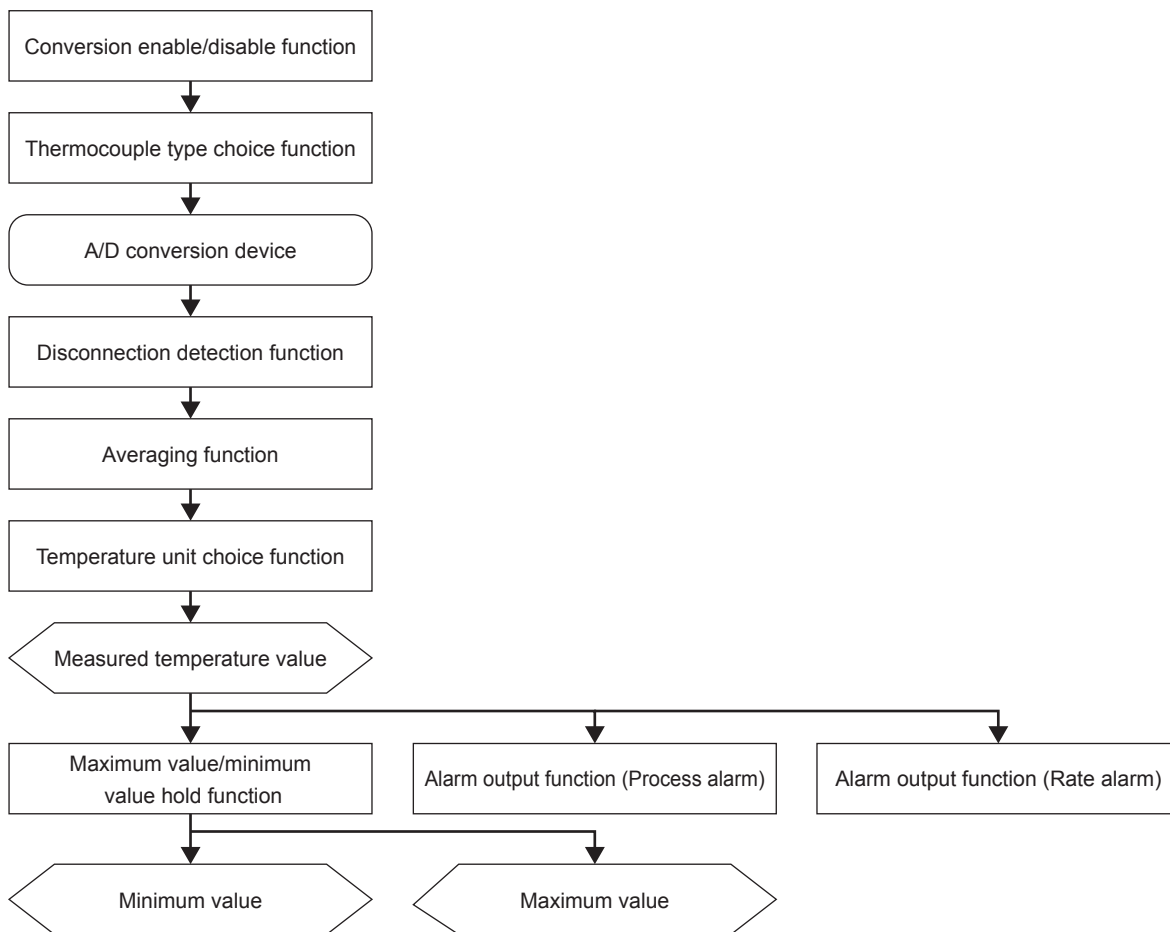 Conversion enable/disable function
Thermocouple type choice function
A/D conversion device
Disconnection detection function
Averaging function
Temperature unit choice function
Measured temperature value
Maximum value/minimum
value hold function
Alarm output function (Process alarm)
Alarm output function (Rate alarm)
Minimum value
Maximum value